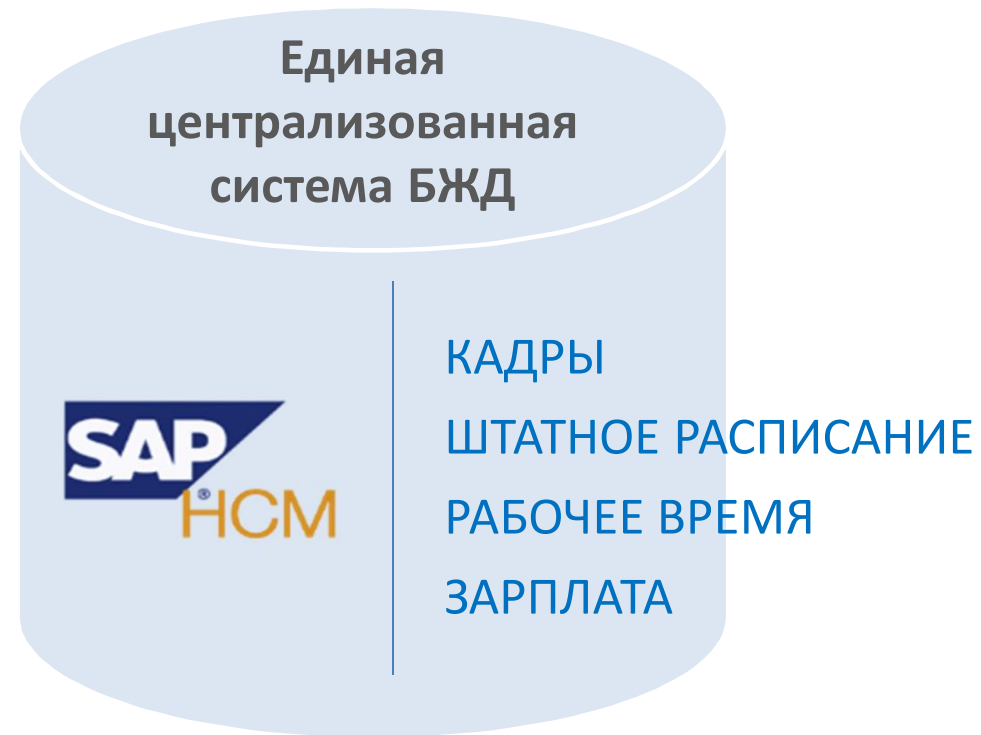 Единая
централизованная
система БЖД
КАДРЫ
ШТАТНОЕ РАСПИСАНИЕ
SAP
®
HCM
РАБОЧЕЕ ВРЕМЯ
ЗАРПЛАТА